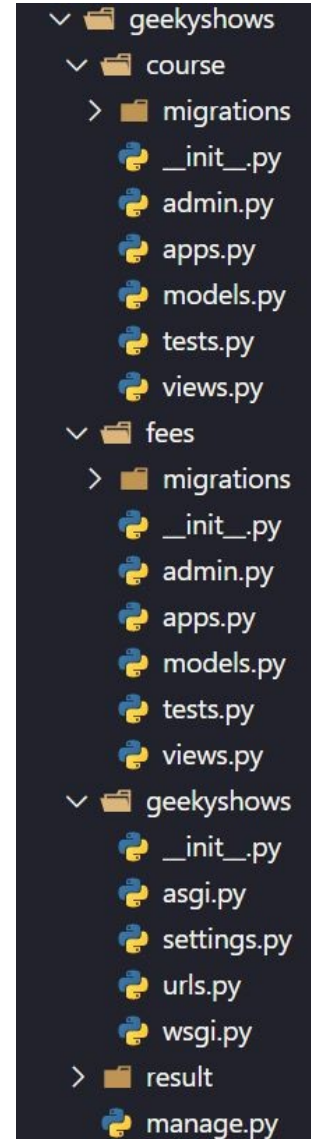 geekyshows
course
migrations
__init__.py
admin.py
apps.py
models.py
tests.py
views.py
fees
migrations
__init__.py
admin.py
apps.py
models.py
tests.py
views.py
geekyshows
__init__.py
asgi.py
settings.py
urls.py
wsgi.py
result
manage.py